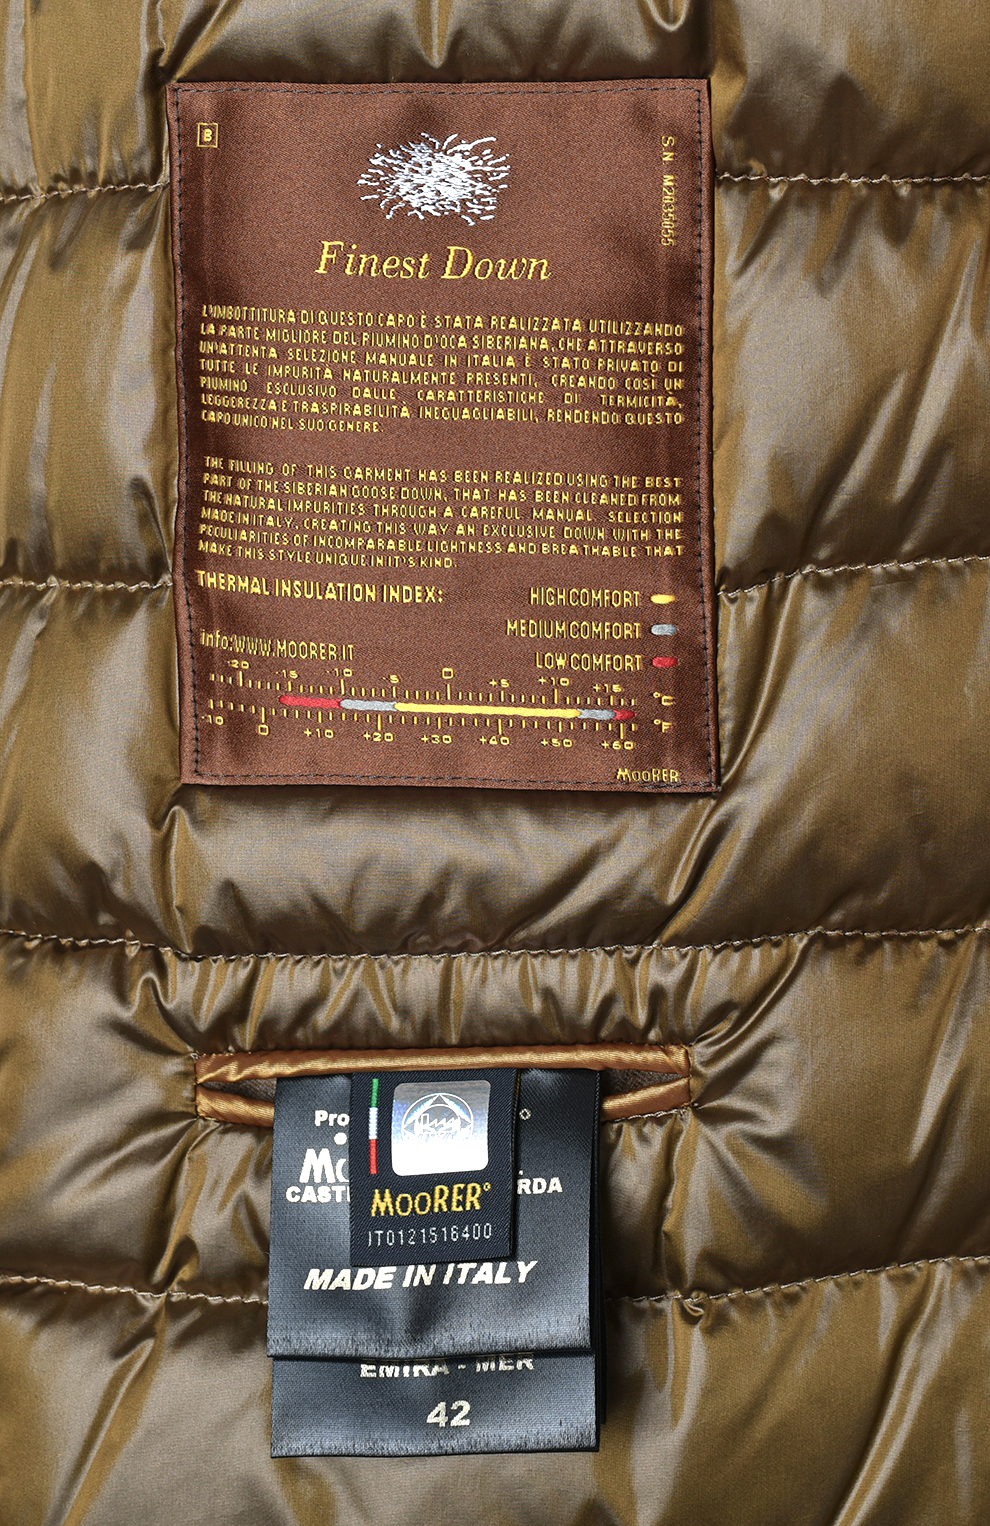 B
S.N. M2035055
Finest Down
L'IMBOTTITURA DI QUESTO CAPO È STATA REALIZZATA UTILIZZANDO
LA PARTE MIGLIORE DEL PIUMINO D'OCA SIBERIANA, CHE ATTRAVERSO
UN'ATTENTA SELEZIONE MANUALE IN ITALIA È STATO PRIVATO DI
TUTTE LE IMPURITÀ NATURALMENTE PRESENTI, CREANDO COSÌ UN
PIUMINO ESCLUSIVO DALLE CARATTERISTICHE DI TERMICITÀ,
LEGGEREZZA E TRASPIRABILITÀ INEGUAGLIABILI, RENDENDO QUESTO
CAPO UNICO NEL SUO GENERE.
THE FILLING OF THIS GARMENT HAS BEEN REALIZED USING THE BEST
PART OF THE SIBERIAN GOOSE DOWN, THAT HAS BEEN CLEANED FROM
THE NATURAL IMPURITIES THROUGH A CAREFUL MANUAL SELECTION
MADE IN ITALY, CREATING THIS WAY AN EXCLUSIVE DOWN WITH THE
PECULIARITIES OF INCOMPARABLE LIGHTNESS AND BREATHABLE THAT
MAKE THIS STYLE UNIQUE IN IT'S KIND.
THERMAL INSULATION INDEX:
HIGH COMFORT
MEDIUM COMFORT
info:WWW.MOORER.IT
LOW COMFORT
-20 -15 -10 -5 0 +5 +10 +15 °C
-10 0 +10 +20 +30 +40 +50 +60 °F
MOORER
Pro
Mo
CAST RDA
MOORER°
IT0121516400
MADE IN ITALY
EMIRA - MER
42